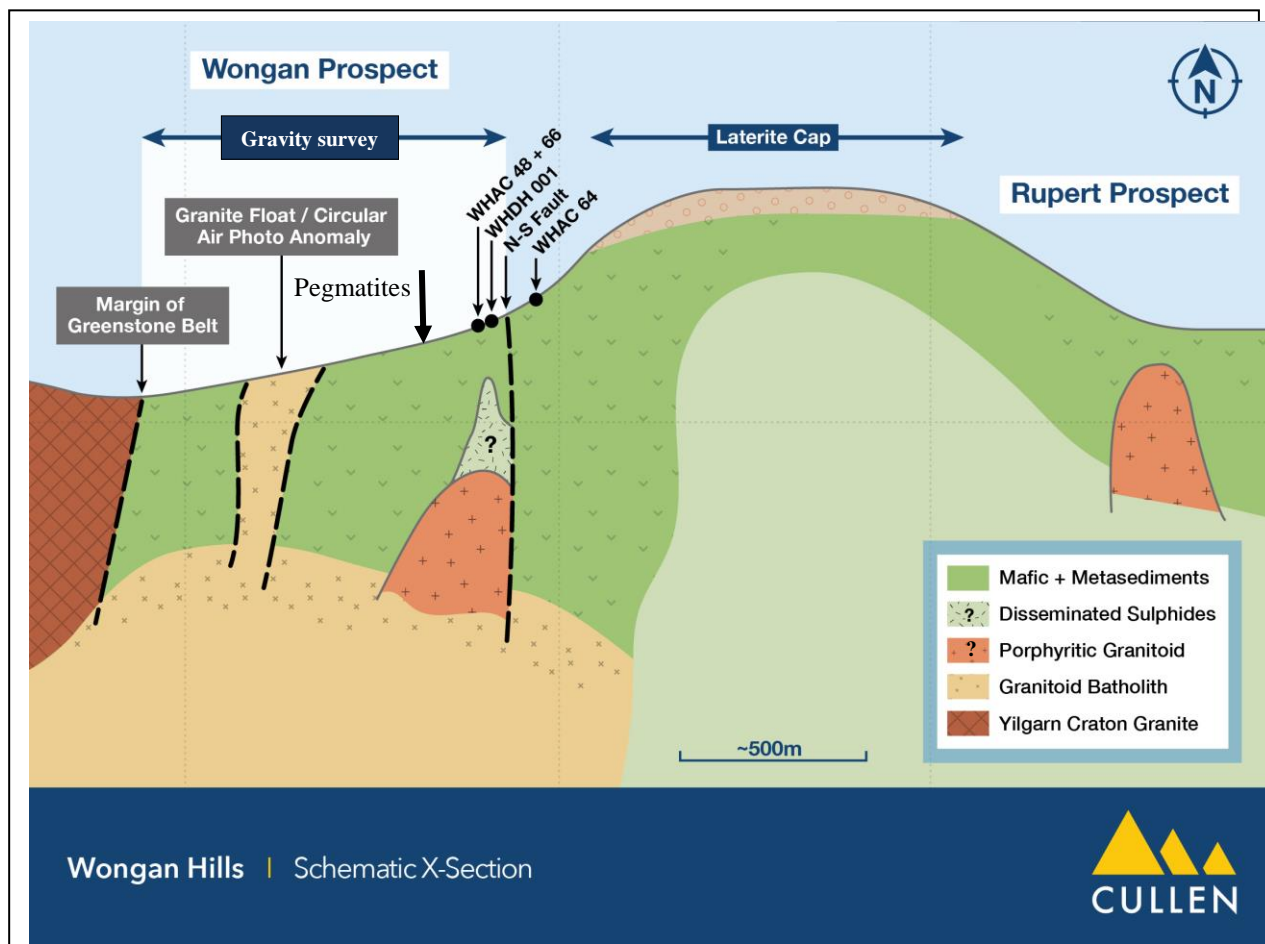 Wongan Prospect
N
Gravity survey
Laterite Cap
Rupert Prospect
WHAC 48 + 66
WHDH 001
N-S Fault
WHAC 64
Granite Float / Circular
Air Photo Anomaly
Pegmatites
Margin of
Greenstone Belt
?
Mafic + Metasediments
? Disseminated Sulphides
? Porphyritic Granitoid
Granitoid Batholith
Yilgarn Craton Granite
~500m
Wongan Hills | Schematic X-Section
CULLEN